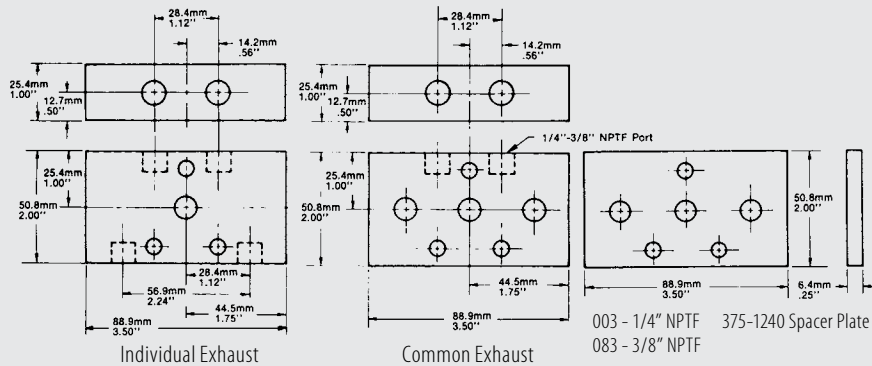 28.4mm
1.12"
14.2mm
.56"
25.4mm
1.00"
12.7mm
.50"
25.4mm
1.00"
50.8mm
2.00"
28.4mm
1.12"
56.9mm
2.24"
44.5mm
1.75"
88.9mm
3.50"
Individual Exhaust
28.4mm
1.12"
14.2mm
.56"
25.4mm
1.00"
12.7mm
.50"
1/4"-3/8" NPTF Port
25.4mm
1.00"
50.8mm
2.00"
44.5mm
1.75"
88.9mm
3.50"
Common Exhaust
50.8mm
2.00"
88.9mm
3.50"
6.4mm
.25"
003 - 1/4" NPTF
083 - 3/8" NPTF
375-1240 Spacer Plate